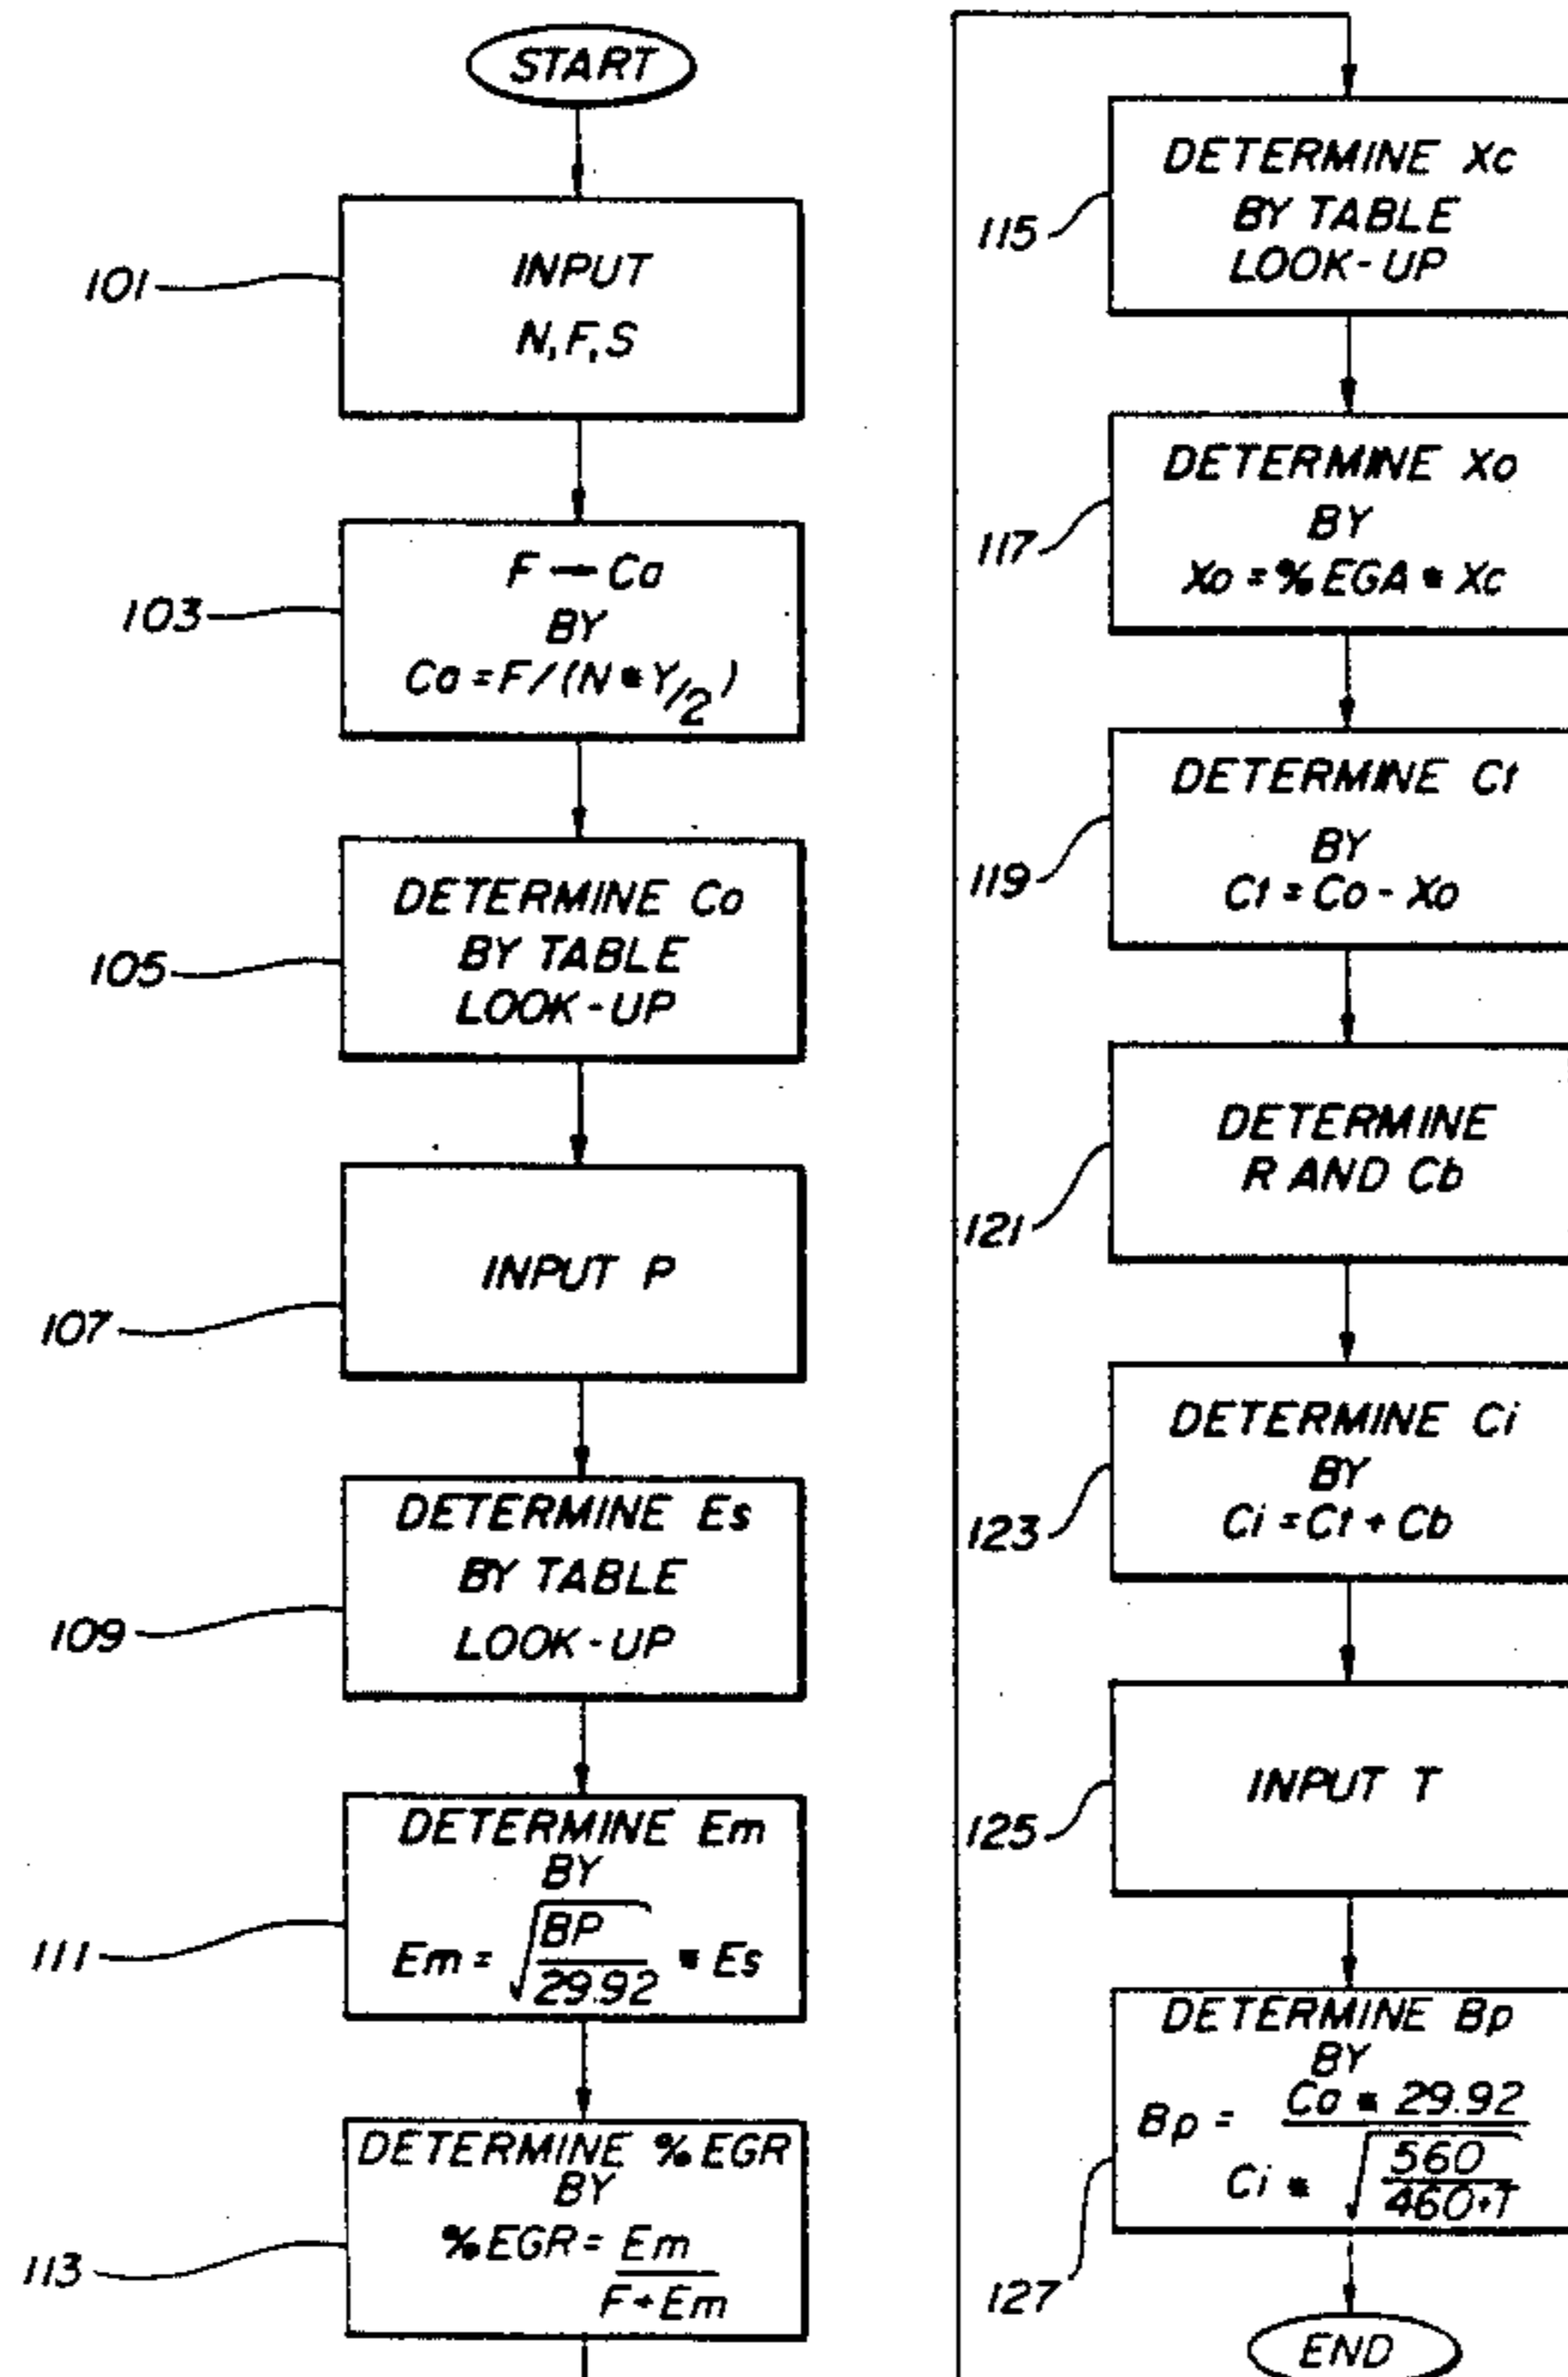 START
101
INPUT
N, F, S
103
F → Ca
BY
Ca = F/(N * Y/2)
105
DETERMINE Co
BY TABLE
LOOK-UP
107
INPUT P
109
DETERMINE Es
BY TABLE
LOOK-UP
111
DETERMINE Em
BY
Em = √(BP/29.92) * Es
113
DETERMINE % EGR
BY
% EGR = Em/(F+Em)
115
DETERMINE Xc
BY TABLE
LOOK-UP
117
DETERMINE Xo
BY
Xo = % EGA * Xc
119
DETERMINE Ct
BY
Ct = Co - Xo
121
DETERMINE
R AND Cb
123
DETERMINE Ci
BY
Ci = Ct + Cb
125
INPUT T
127
DETERMINE Bp
BY
Bp = Ca * 29.92 / Ci * √(560/460+T)
END